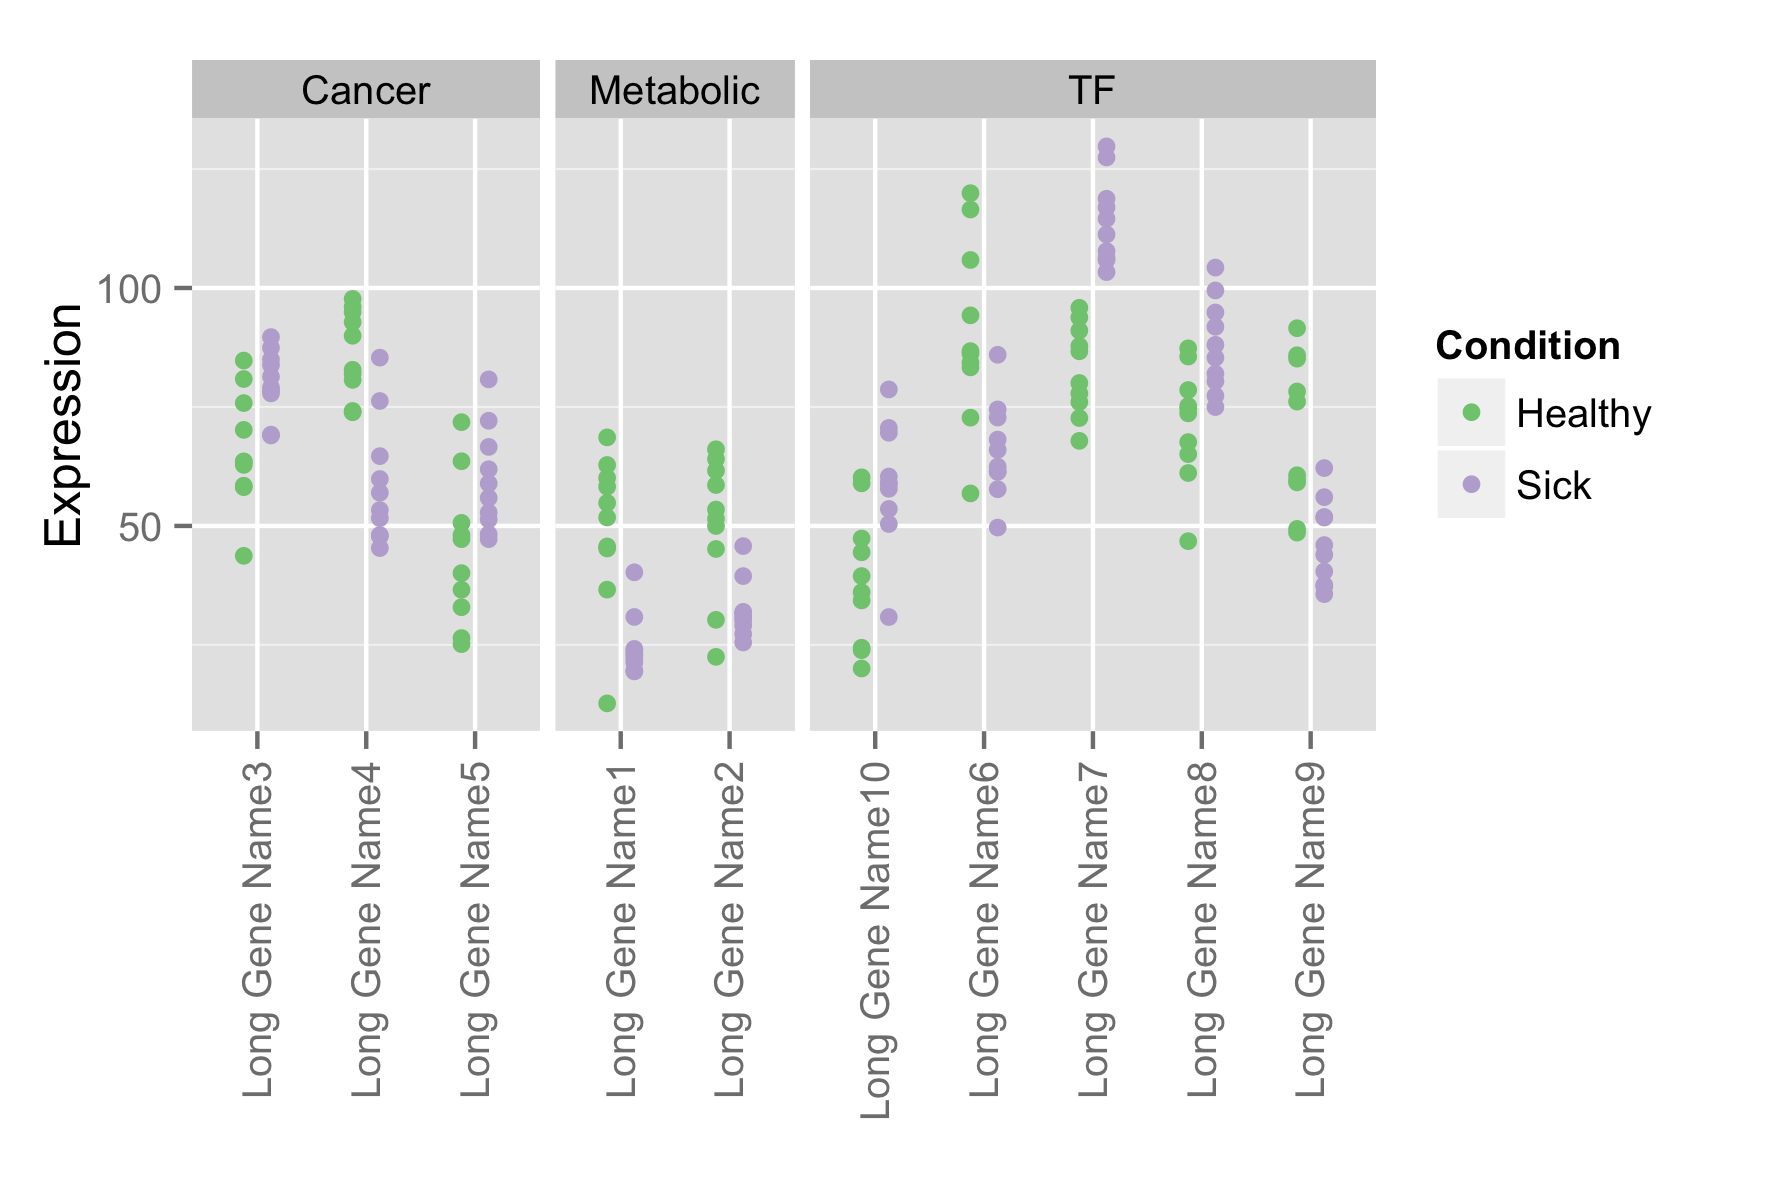 Cancer
Metabolic
TF
Expression
100
50
Long Gene Name3
Long Gene Name4
Long Gene Name5
Long Gene Name1
Long Gene Name2
Long Gene Name10
Long Gene Name6
Long Gene Name7
Long Gene Name8
Long Gene Name9
Condition
Healthy
Sick